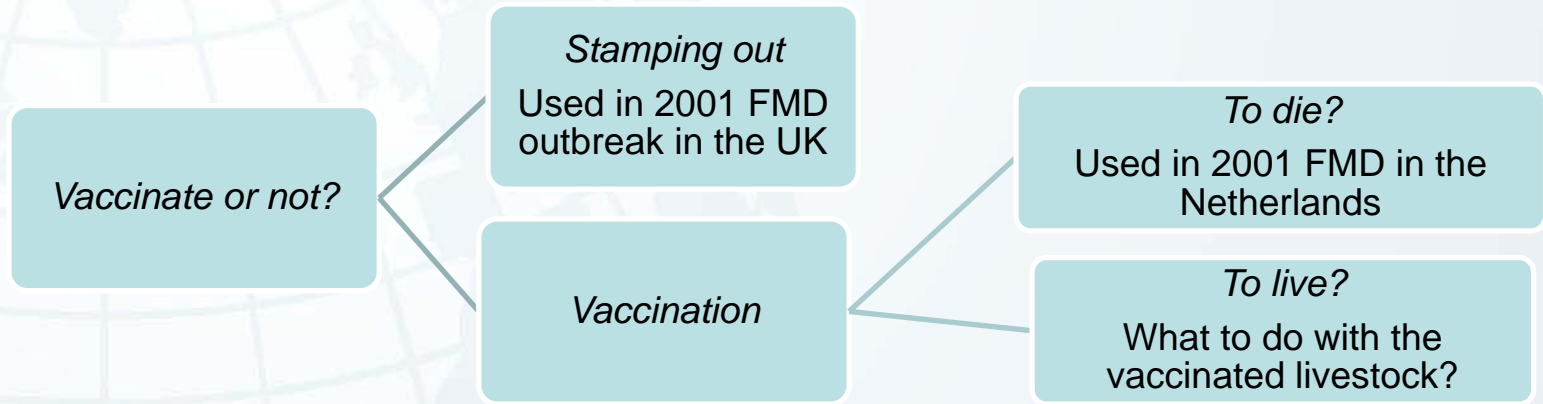 Vaccinate or not?
Stamping out
Used in 2001 FMD
outbreak in the UK
Vaccination
To die?
Used in 2001 FMD in the
Netherlands
To live?
What to do with the
vaccinated livestock?